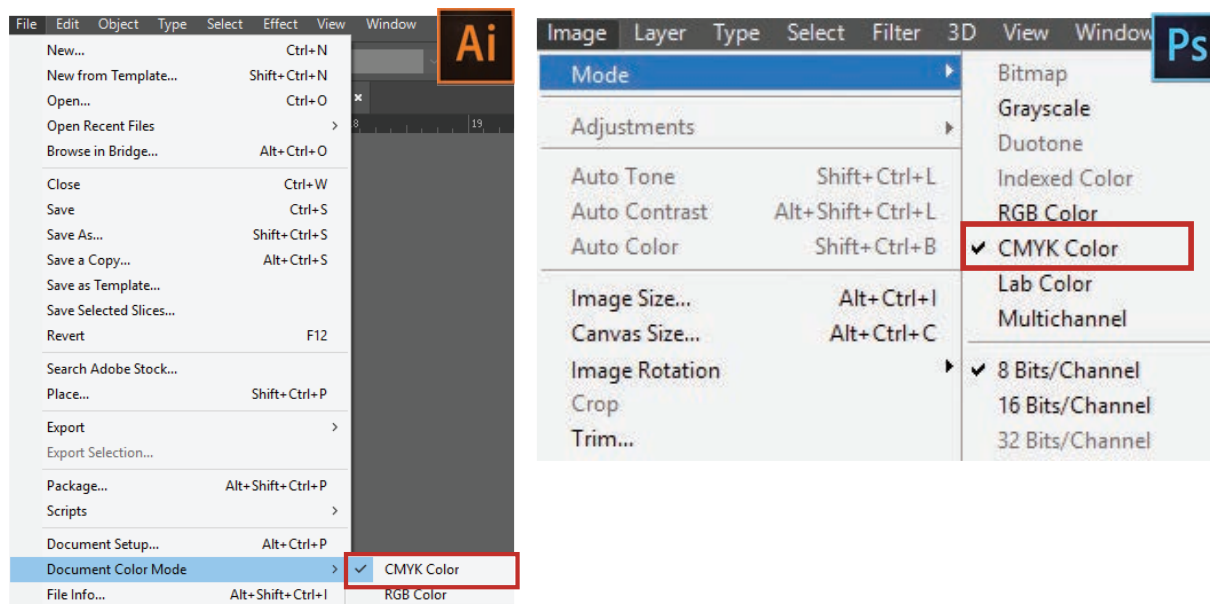 File Edit Object Type Select Effect View Window
Ai
New... Ctrl+N
New from Template... Shift+Ctrl+N
Open... Ctrl+O
Open Recent Files >
Browse in Bridge... Alt+Ctrl+O
Close Ctrl+W
Save Ctrl+S
Save As... Shift+Ctrl+S
Save a Copy... Alt+Ctrl+S
Save as Template...
Save Selected Slices...
Revert F12
Search Adobe Stock...
Place... Shift+Ctrl+P
Export >
Export Selection...
Package... Alt+Shift+Ctrl+P
Scripts >
Document Setup... Alt+Ctrl+P
Document Color Mode >
File Info... Alt+Shift+Ctrl+I
✓ CMYK Color
RGB Color
19
Image Layer Type Select Filter 3D View Window
Ps
Mode
Adjustments
Auto Tone Shift+Ctrl+L
Auto Contrast Alt+Shift+Ctrl+L
Auto Color Shift+Ctrl+B
Image Size... Alt+Ctrl+I
Canvas Size... Alt+Ctrl+C
Image Rotation
Crop
Trim...
Bitmap
Grayscale
Duotone
Indexed Color
RGB Color
✓ CMYK Color
Lab Color
Multichannel
✓ 8 Bits/Channel
16 Bits/Channel
32 Bits/Channel